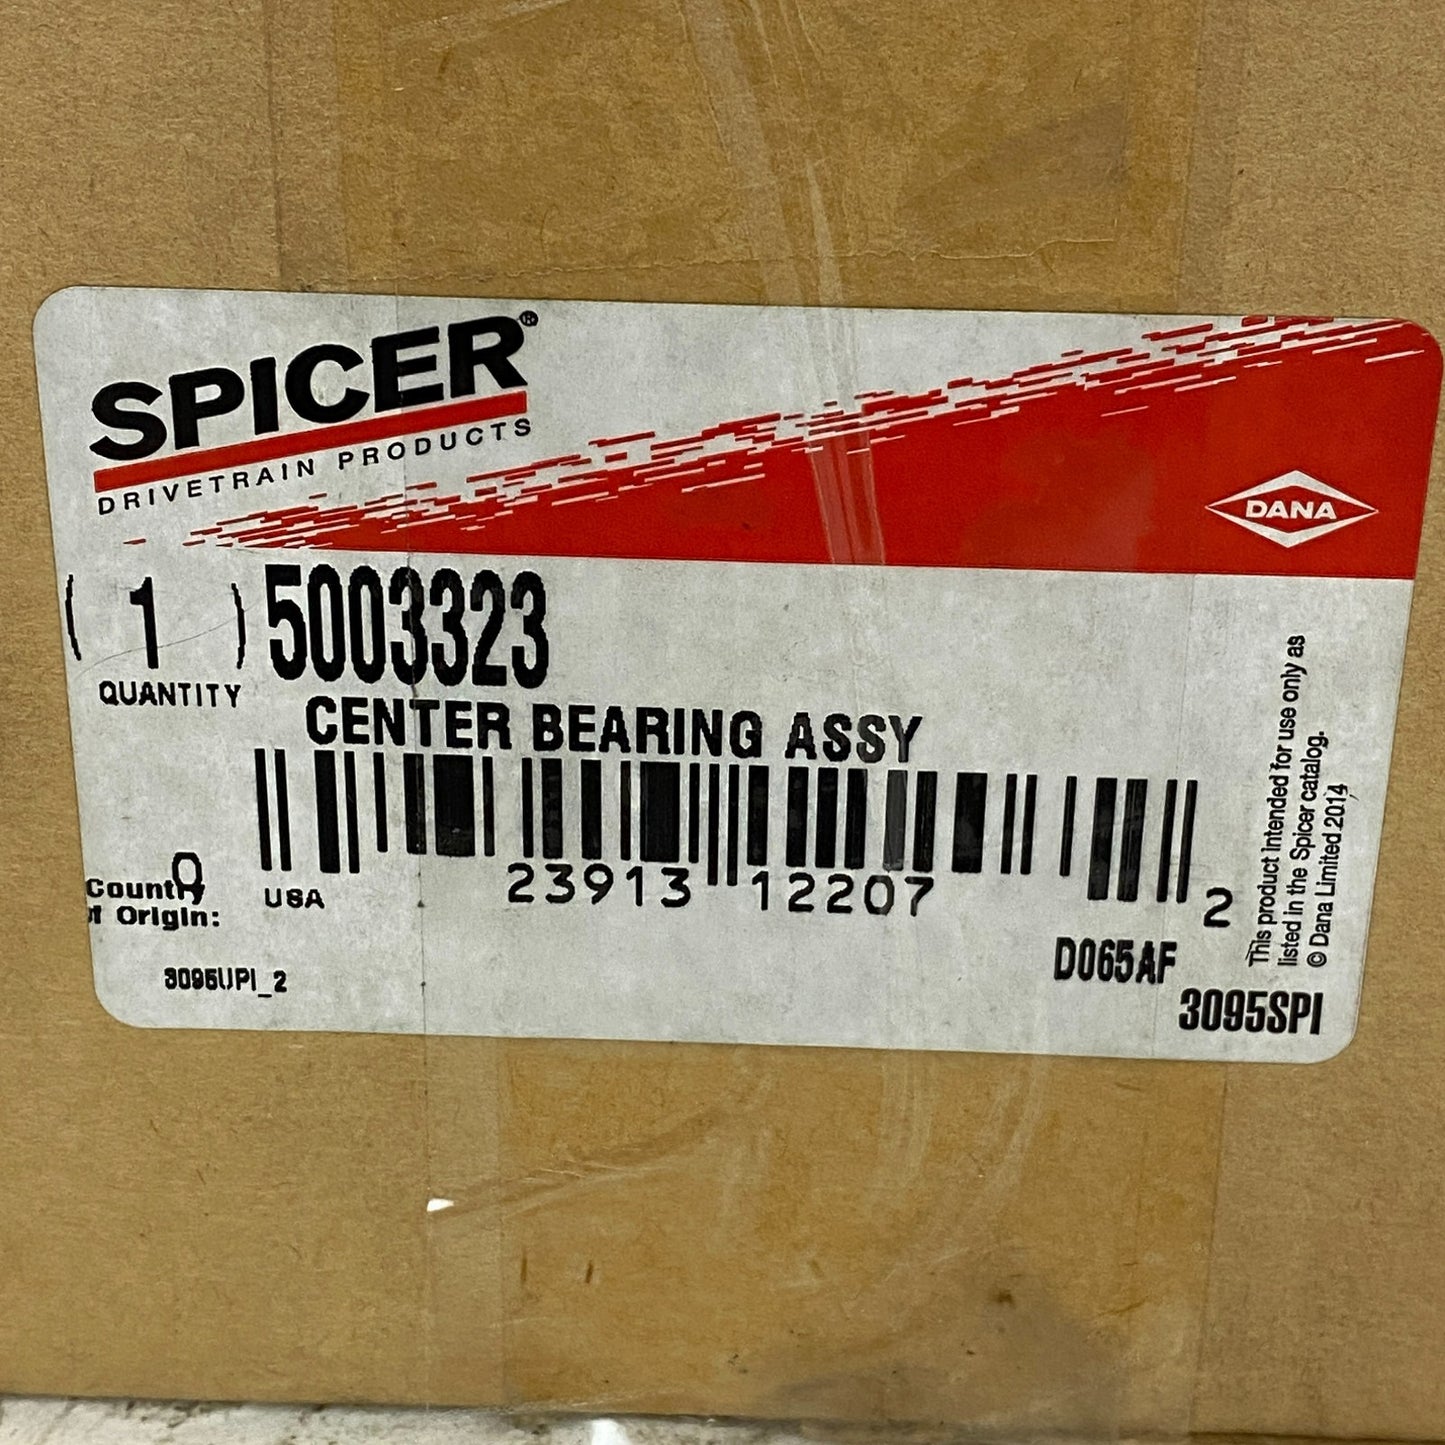 SPICER®
DRIVETRAIN PRODUCTS
DANA
( 1 ) 5003323
QUANTITY
CENTER BEARING ASSY
0 23913 12207 2
Country
of Origin:
USA
3095UPI_2
D065AF
3095SPI
This product intended for use only as
listed in the Spicer catalog.
© Dana Limited 2014